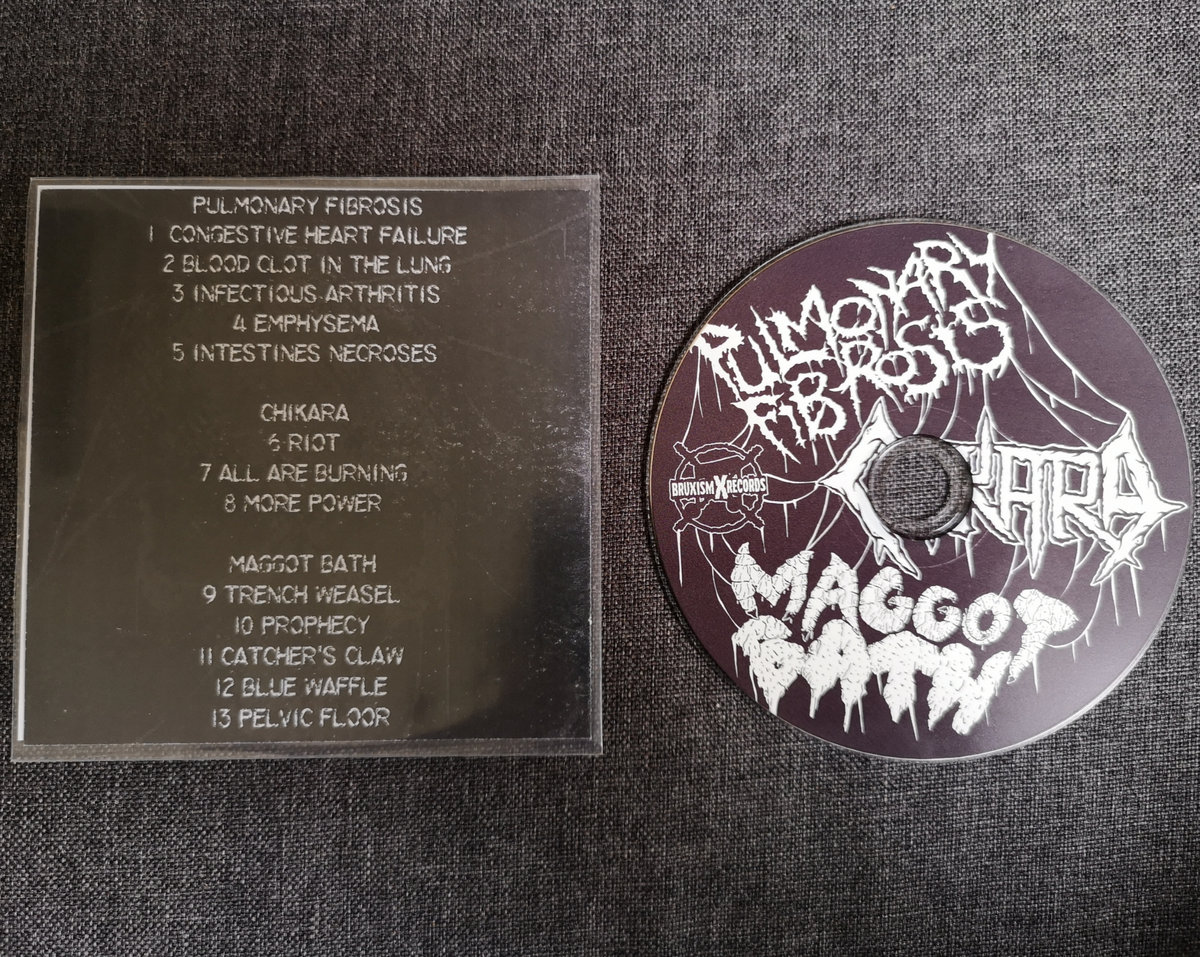 PULMONARY FIBROSIS
1 CONGESTIVE HEART FAILURE
2 BLOOD CLOT IN THE LUNG
3 INFECTIOUS ARTHRITIS
4 EMPHYSEMA
5 INTESTINES NECROSES
CHIKARA
6 RIOT
7 ALL ARE BURNING
8 MORE POWER
MAGGOT BATH
9 TRENCH WEASEL
10 PROPHECY
11 CATCHER'S CLAW
12 BLUE WAFFLE
13 PELVIC FLOOR
PULMONARY
FIBROSIS
BRUXISM X RECORDS
MAGGOT
BATH